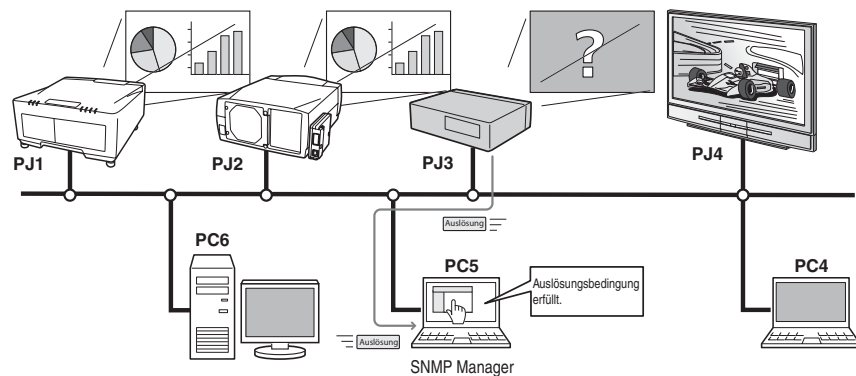 ?
PJ1
PJ2
PJ3
PJ4
Auslösung
PC6
PC5
Auslösungsbedingung
erfüllt.
PC4
Auslösung
SNMP Manager